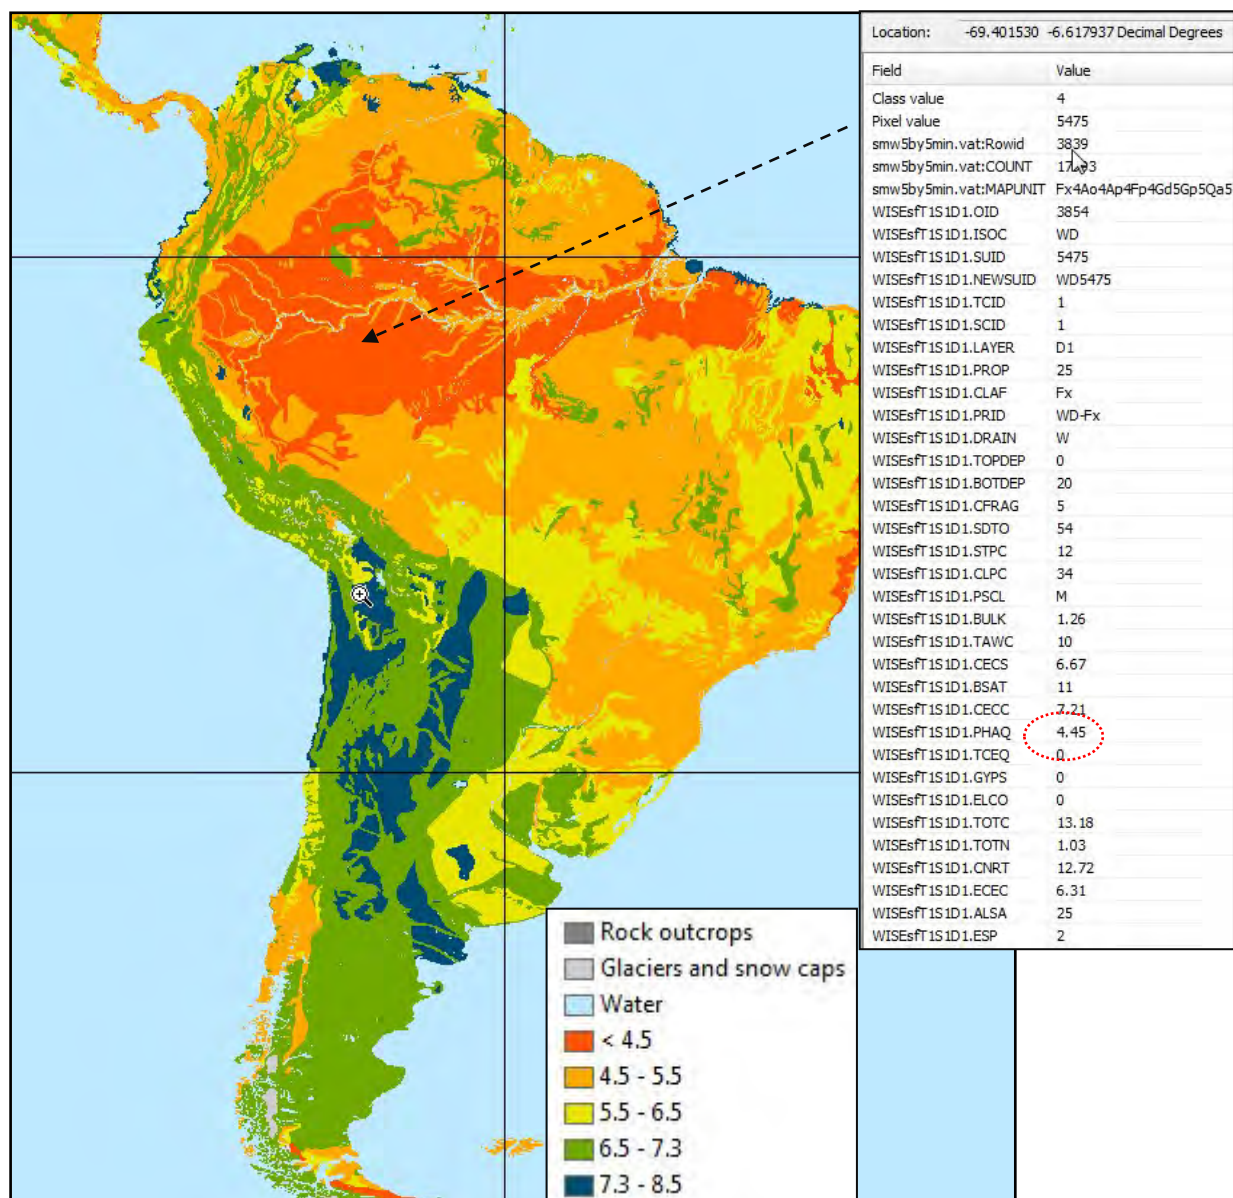 Location: -69.401530 -6.617937 Decimal Degrees
Field Value
Class value 4
Pixel value 5475
smw5by5min.vat:Rowid 3839
smw5by5min.vat:COUNT
smw5by5min.vat:MAPUNIT Fx4Ao4Ap4Fp4Gd5Gp5Qa5
WISEsfT1S1D1.OID 3854
WISEsfT1S1D1.ISOC WD
WISEsfT1S1D1.SUID 5475
WISEsfT1S1D1.NEWSUID WD5475
WISEsfT1S1D1.TCID 1
WISEsfT1S1D1.SCID 1
WISEsfT1S1D1.LAYER D1
WISEsfT1S1D1.PROP 25
WISEsfT1S1D1.CLAF Fx
WISEsfT1S1D1.PRID WD-Fx
WISEsfT1S1D1.DRAIN W
WISEsfT1S1D1.TOPDEP 0
WISEsfT1S1D1.BOTDEP 20
WISEsfT1S1D1.CFRAG 5
WISEsfT1S1D1.SDTO 54
WISEsfT1S1D1.STPC 12
WISEsfT1S1D1.CLPC 34
WISEsfT1S1D1.PSCL M
WISEsfT1S1D1.BULK 1.26
WISEsfT1S1D1.TAWC 10
WISEsfT1S1D1.CECS 6.67
WISEsfT1S1D1.BSAT 11
WISEsfT1S1D1.CECC 7.21
WISEsfT1S1D1.PHAQ 4.45
WISEsfT1S1D1.TCEQ 0
WISEsfT1S1D1.GYPS 0
WISEsfT1S1D1.ELCO 0
WISEsfT1S1D1.TOTC 13.18
WISEsfT1S1D1.TOTN 1.03
WISEsfT1S1D1.CNRT 12.72
WISEsfT1S1D1.ECEC 6.31
WISEsfT1S1D1.ALSA 25
WISEsfT1S1D1.ESP 2
Rock outcrops
Glaciers and snow caps
Water
< 4.5
4.5 - 5.5
5.5 - 6.5
6.5 - 7.3
7.3 - 8.5